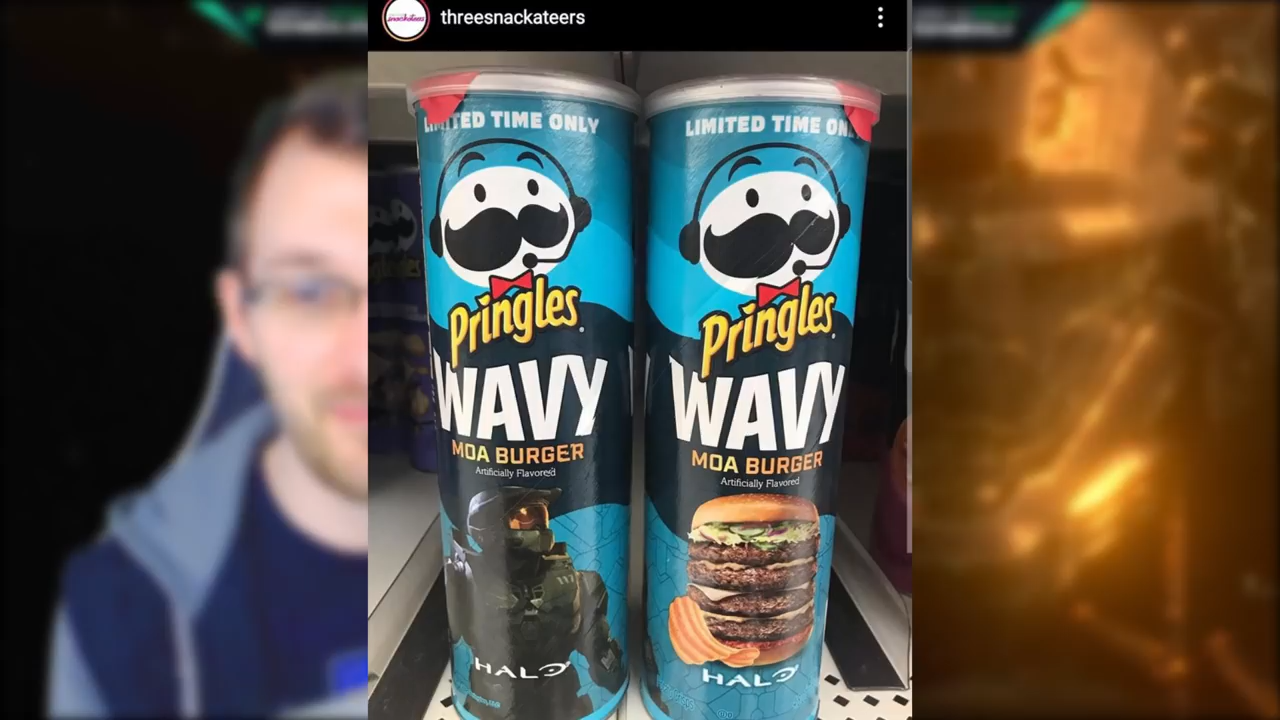 threesnackateers
LIMITED TIME ONLY
Pringles
WAVY
MOA BURGER
Artificially Flavored
HALO
LIMITED TIME ON
Pringles
WAVY
MOA BURGER
Artificially Flavored
HALO